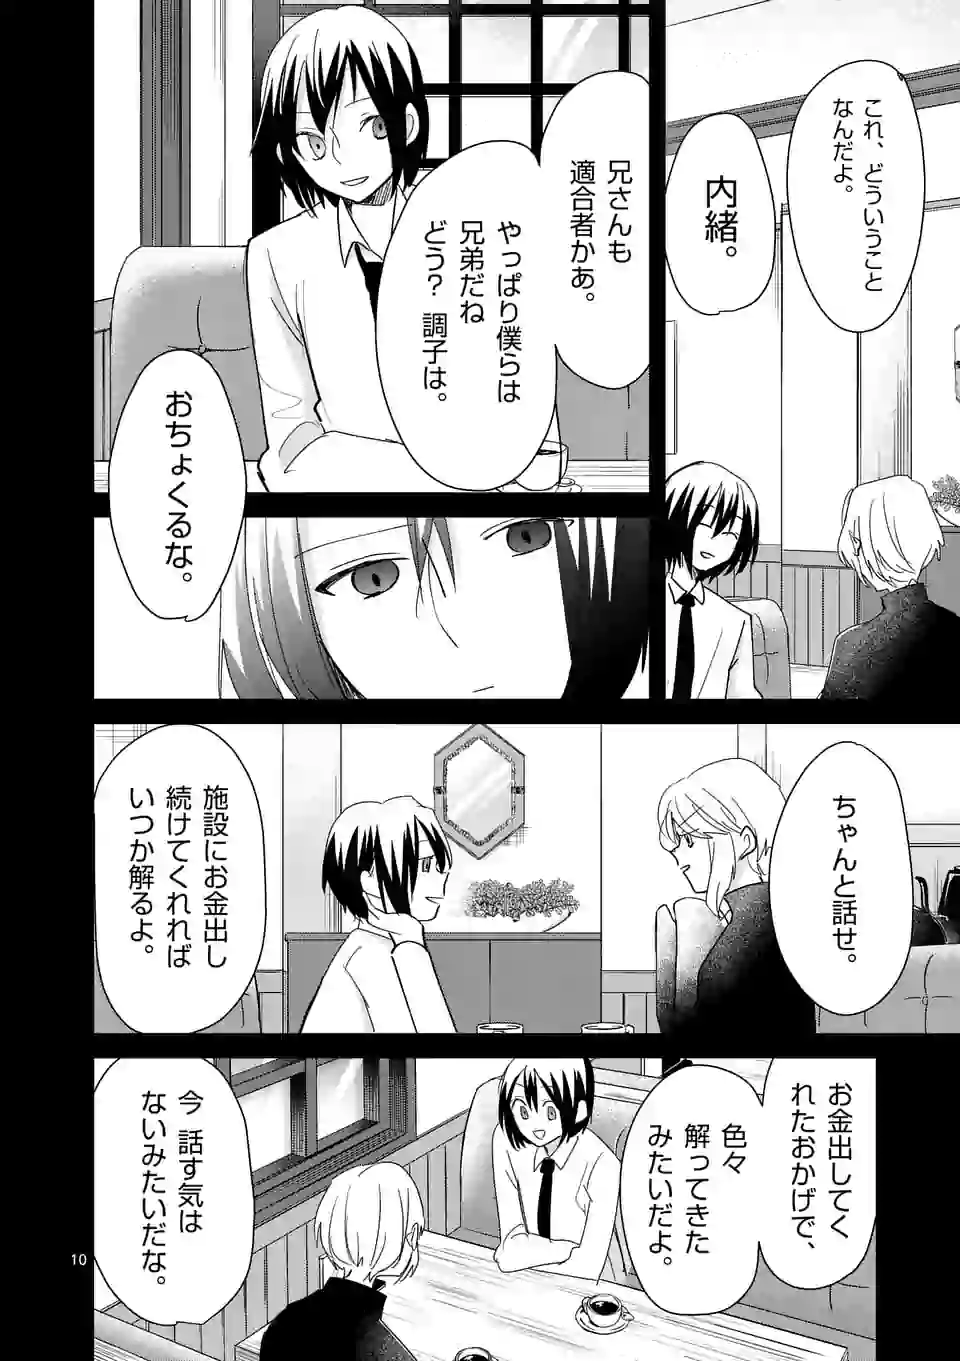 これ、どういうこと
なんだよ。
内緒。
兄さんも
適合者かあ。
やっぱり僕らは
兄弟だね
どう? 調子は。
おちょくるな。
ちゃんと話せ。
施設にお金出し
続けてくれれば
いつか解るよ。
お金出してく
れたおかげで、
色々
解ってきた
みたいだよ。
今 話す気は
ないみたいだな。
10